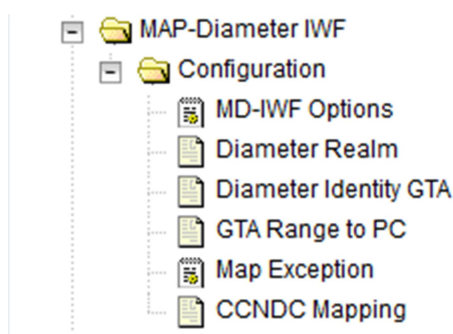 MAP-Diameter IWF
Configuration
MD-IWF Options
Diameter Realm
Diameter Identity GTA
GTA Range to PC
Map Exception
CCNDC Mapping